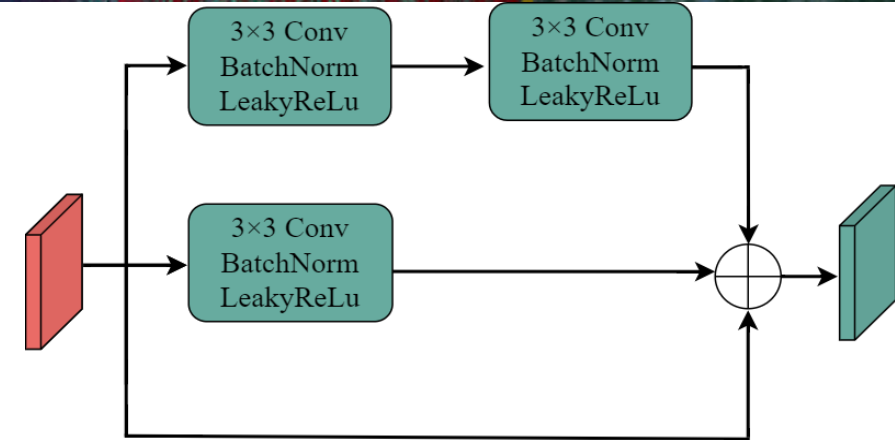 3×3 Conv
BatchNorm
LeakyReLu
3×3 Conv
BatchNorm
LeakyReLu
3×3 Conv
BatchNorm
LeakyReLu